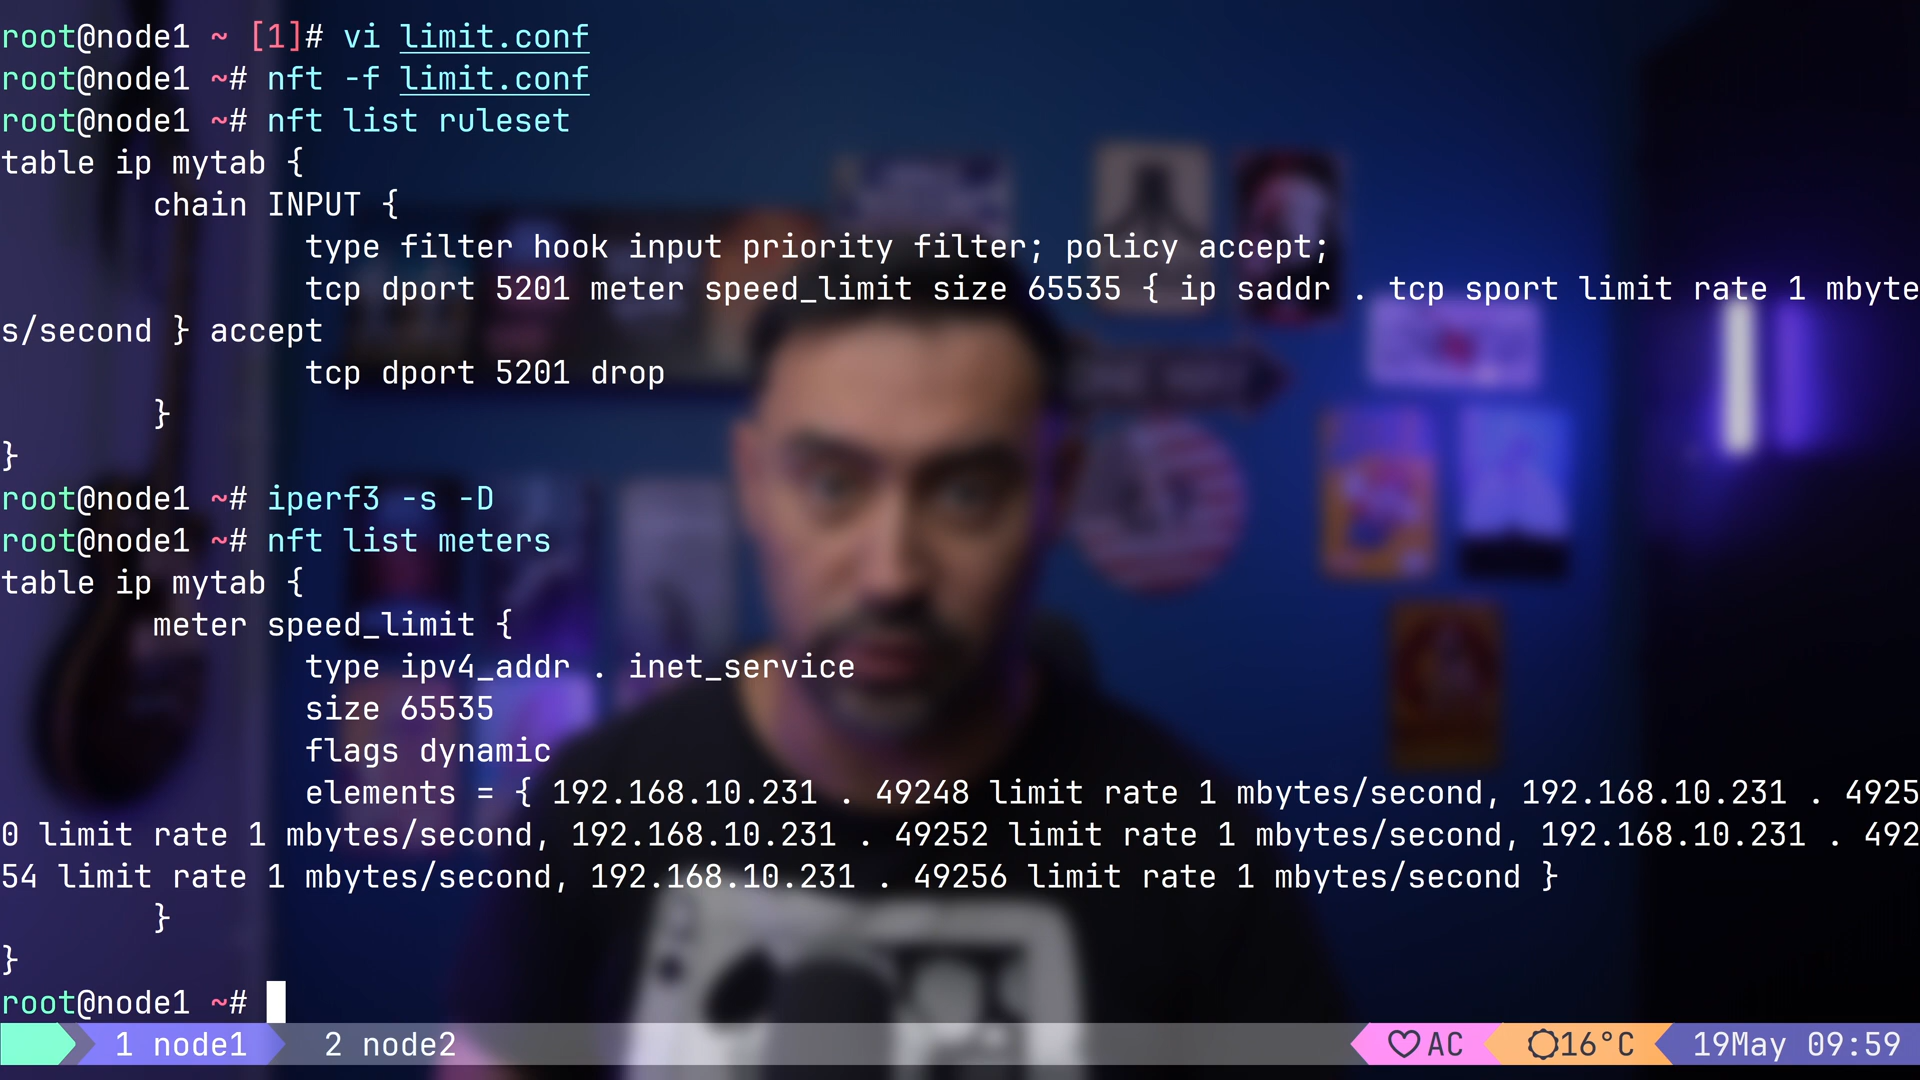 root@node1 ~ [1]# vi limit.conf
root@node1 ~# nft -f limit.conf
root@node1 ~# nft list ruleset
table ip mytab {
        chain INPUT {
                type filter hook input priority filter; policy accept;
                tcp dport 5201 meter speed_limit size 65535 { ip saddr . tcp sport limit rate 1 mbyte
s/second } accept
                tcp dport 5201 drop
        }
}
root@node1 ~# iperf3 -s -D
root@node1 ~# nft list meters
table ip mytab {
        meter speed_limit {
                type ipv4_addr . inet_service
                size 65535
                flags dynamic
                elements = { 192.168.10.231 . 49248 limit rate 1 mbytes/second, 192.168.10.231 . 4925
0 limit rate 1 mbytes/second, 192.168.10.231 . 49252 limit rate 1 mbytes/second, 192.168.10.231 . 492
54 limit rate 1 mbytes/second, 192.168.10.231 . 49256 limit rate 1 mbytes/second }
        }
}
root@node1 ~#
1 node1 2 node2 AC 16°C 19May 09:59